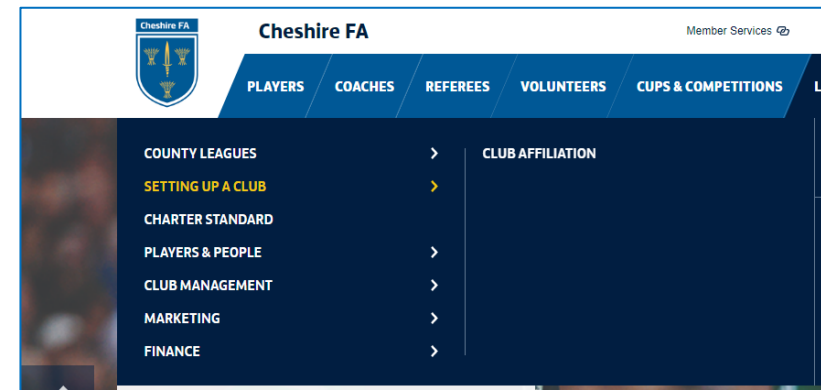 Cheshire FA
Cheshire FA
Member Services
PLAYERS
COACHES
REFEREES
VOLUNTEERS
CUPS & COMPETITIONS
L
COUNTY LEAGUES
SETTING UP A CLUB
CHARTER STANDARD
PLAYERS & PEOPLE
CLUB MANAGEMENT
MARKETING
FINANCE
CLUB AFFILIATION